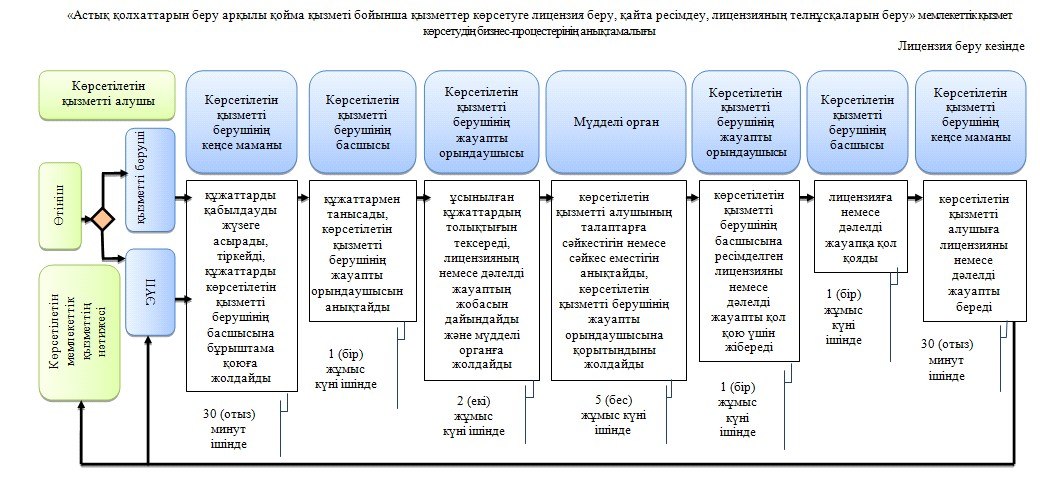 «Астық қолхаттарын беру арқылы қойма қызметі бойынша қызметтер көрсетуге лицензия беру, қайта ресімдеу, лицензияның телнұсқаларын беру» мемлекеттік қызмет
көрсетудің бизнес-процестерінің анықтамалығы
Лицензия беру кезінде
Көрсетілетін
қызметті алушы
Көрсетілетін
қызметті
берушінің
кеңсе маманы
Көрсетілетін
қызметті
берушінің
басшысы
Көрсетілетін
қызметті
берушінің
жауапты
орындаушысы
Мүдделі орган
Көрсетілетін
қызметті
берушінің
жауапты
орындаушысы
Көрсетілетін
қызметті
берушінің
басшысы
Көрсетілетін
қызметті
берушінің
кеңсе маманы
Өтініш
қызметті беруші
ЭҮП
Көрсетілетін
мемлекеттік
қызметтің
нәтижесі
құжаттарды
қабылдауды
жүзеге
асырады,
тіркейді,
құжаттарды
көрсетілетін
қызметті
берушінің
басшысына
бұрыштама
қоюға
жолдайды
30 (отыз)
минут
ішінде
құжаттармен
танысады,
көрсетілетін
қызметті
берушінің
жауапты
орындаушысын
анықтайды
1 (бір)
жұмыс
күні ішінде
ұсынылған
құжаттардың
толықтығын
тексереді,
лицензияның
немесе дәлелді
жауаптың
жобасын
дайындайды
және мүдделі
органға
жолдайды
2 (екі)
жұмыс
күні ішінде
көрсетілетін
қызметті алушының
талаптарға
сәйкестігін немесе
сәйкес еместігін
анықтайды,
көрсетілетін
қызметті берушінің
жауапты
орындаушысына
қорытындыны
жолдайды
5 (бес)
жұмыс күні
ішінде
көрсетілетін
қызметті
берушінің
басшысына
ресімделген
лицензияны
немесе
дәлелді
жауапты қол
қою үшін
жібереді
1 (бір)
жұмыс
күні
ішінде
лицензияға
немесе
дәлелді
жауапқа қол
қояды
1 (бір)
жұмыс
күні
ішінде
көрсетілетін
қызметті
алушыға
лицензияны
немесе
дәлелді
жауапты
береді
30 (отыз)
минут
ішінде